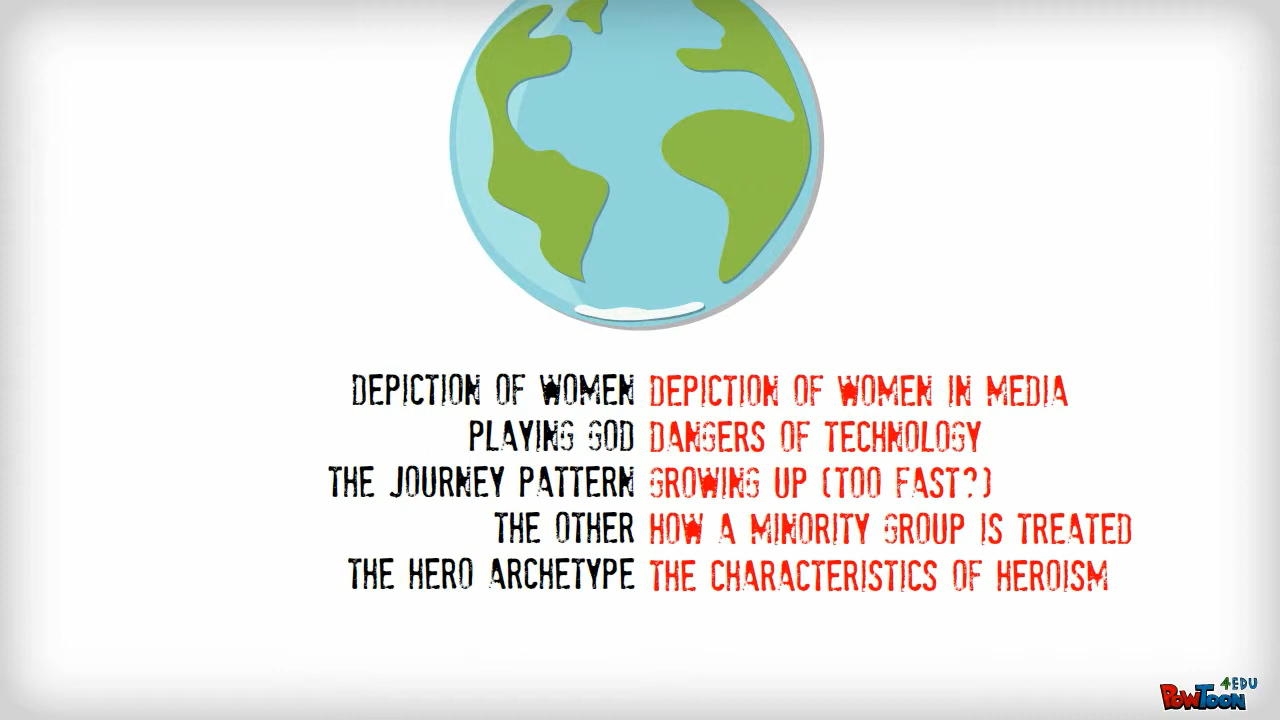 DEPICTION OF WOMEN DEPICTION OF WOMEN IN MEDIA
PLAYING GOD DANGERS OF TECHNOLOGY
THE JOURNEY PATTERN GROWING UP (TOO FAST?)
THE OTHER HOW A MINORITY GROUP IS TREATED
THE HERO ARCHETYPE THE CHARACTERISTICS OF HEROISM
4EDU
POWTOON